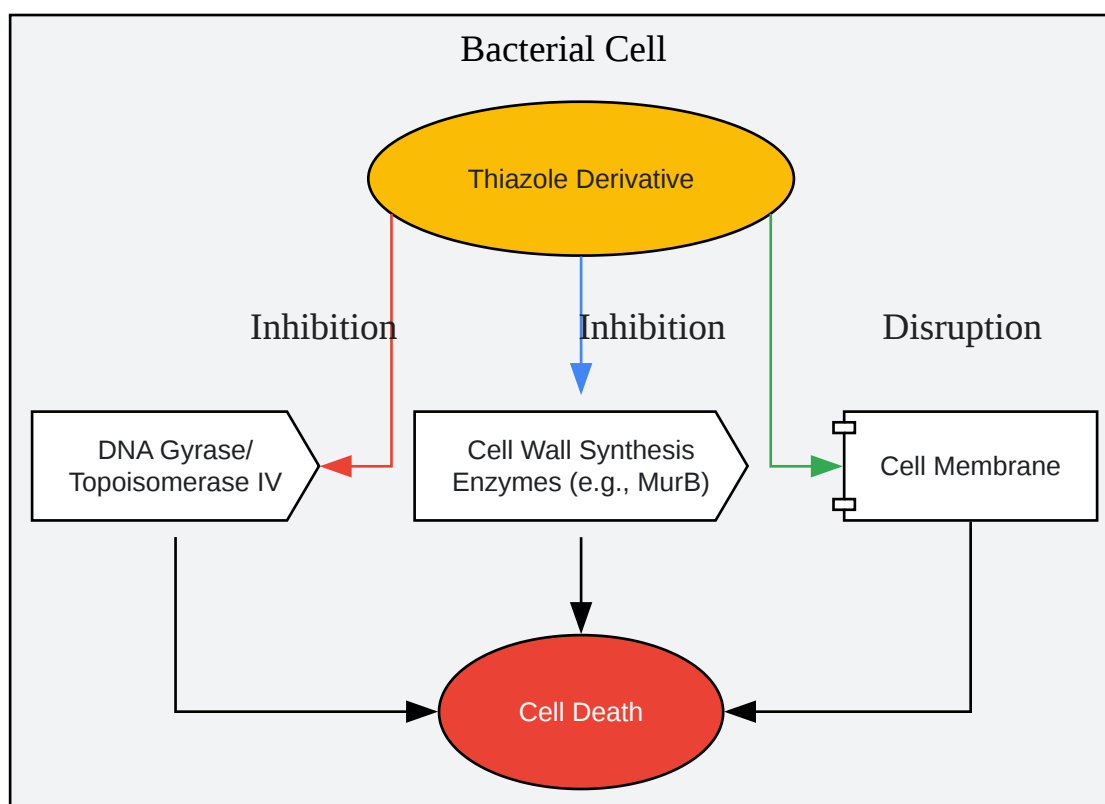 Bacterial Cell
Thiazole Derivative
Inhibition
Inhibition
Disruption
DNA Gyrase/
Topoisomerase IV
Cell Wall Synthesis
Enzymes (e.g., MurB)
Cell Membrane
Cell Death